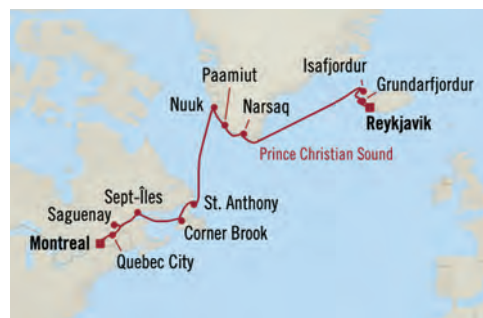 Isafjordur
Paamiut
Grundarfjordur
Nuuk
Narsaq
Reykjavik
Prince Christian Sound
Sept-Îles
St. Anthony
Saguenay
Corner Brook
Montreal
Quebec City